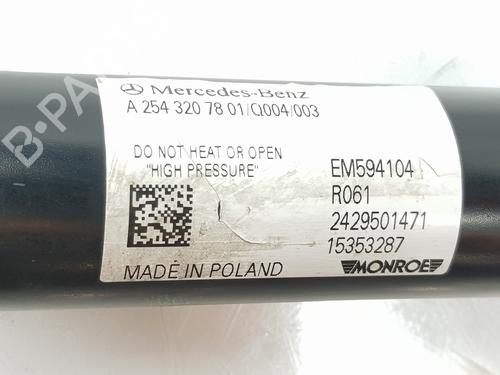 Mercedes-Benz
A 254 320 78 01/Q004/003
DO NOT HEAT OR OPEN
"HIGH PRESSURE"
EM594104
R061
2429501471
15353287
MADE IN POLAND
MONROE
B-PARTS